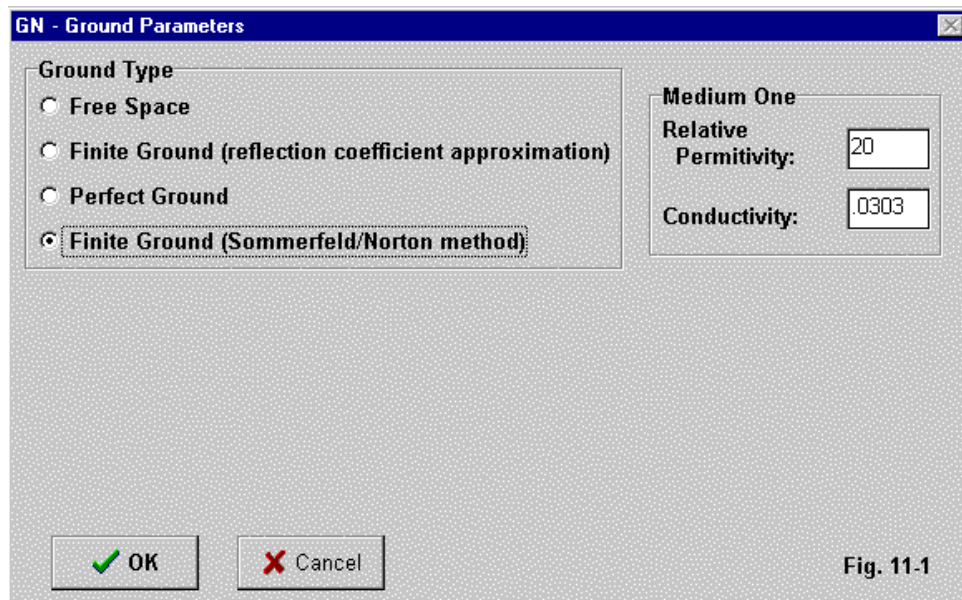 GN - Ground Parameters
Ground Type
Free Space
Finite Ground (reflection coefficient approximation)
Perfect Ground
Finite Ground (Sommerfeld/Norton method)
Medium One
Relative
Permitivity:
20
Conductivity:
.0303
OK
Cancel
Fig. 11-1